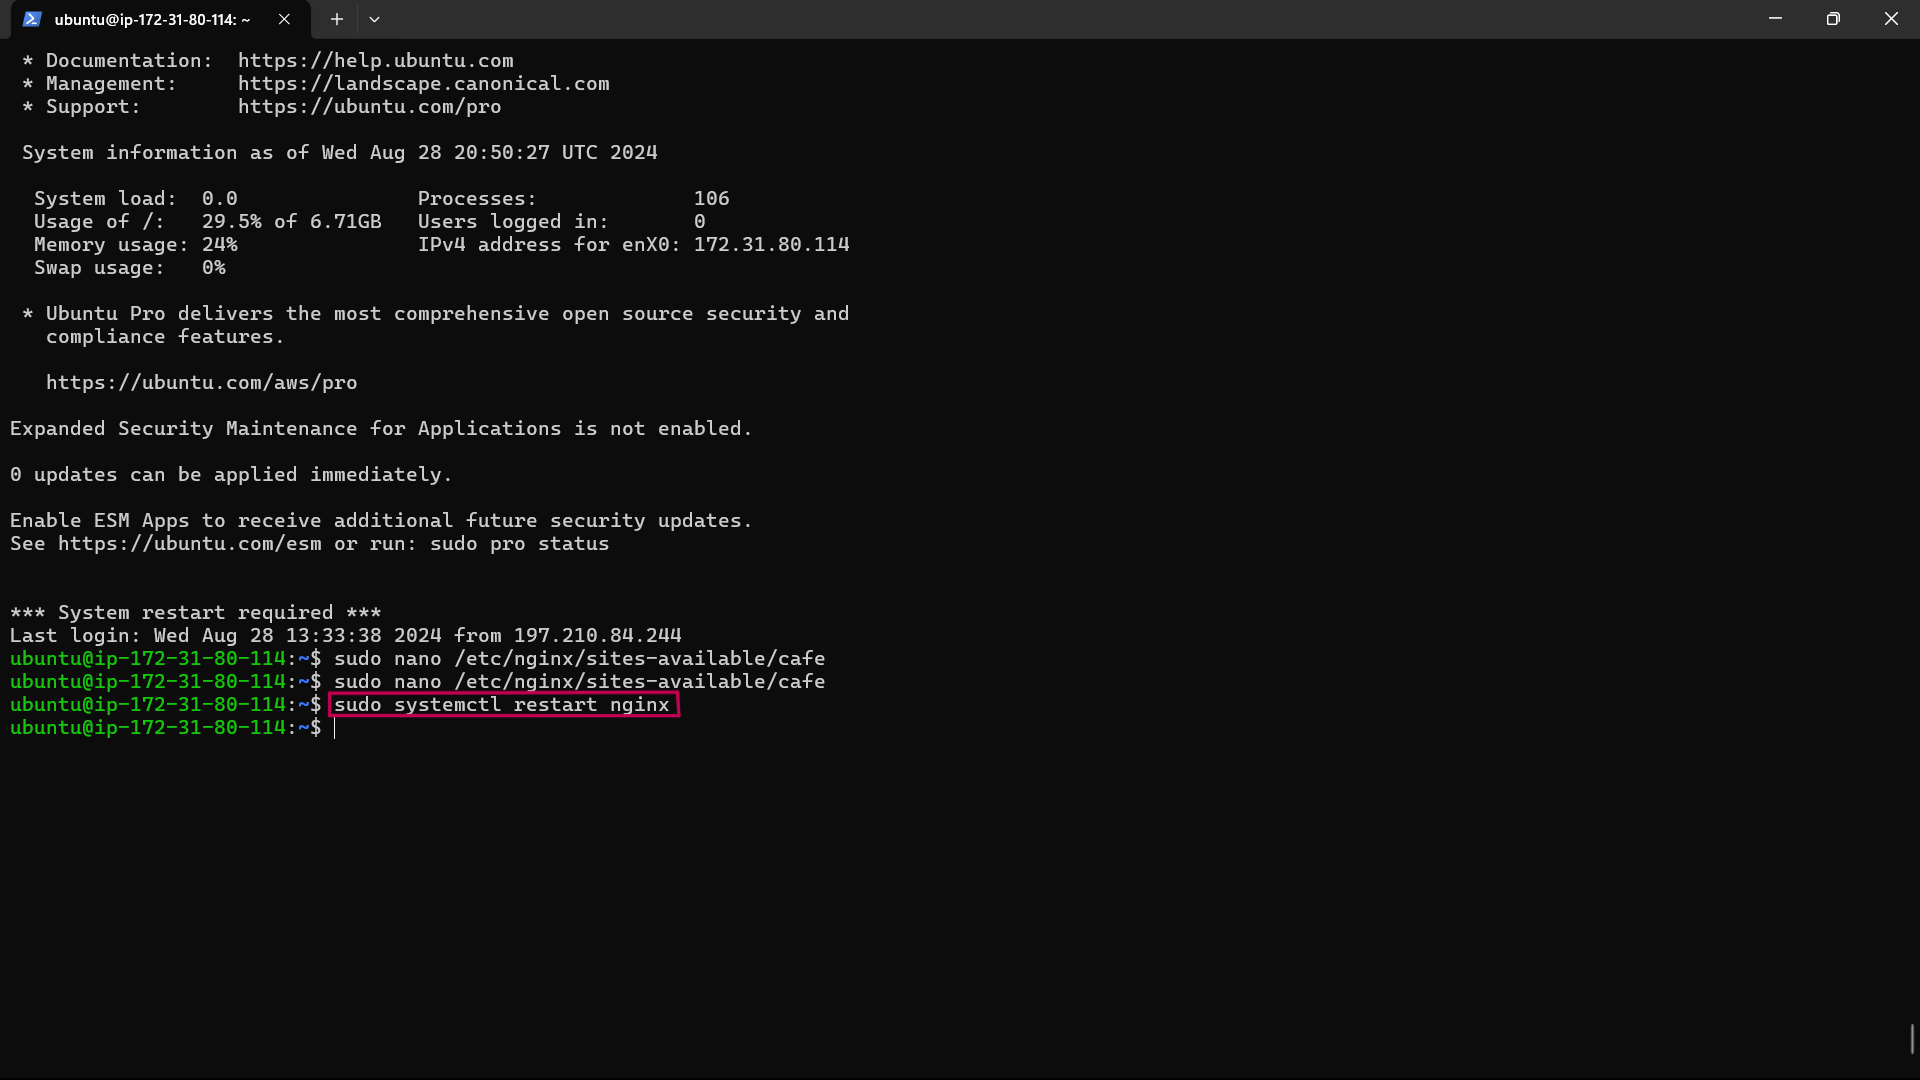 ubuntu@ip-172-31-80-114: ~
* Documentation:  https://help.ubuntu.com
* Management:     https://landscape.canonical.com
* Support:        https://ubuntu.com/pro
System information as of Wed Aug 28 20:50:27 UTC 2024
System load:  0.0               Processes:             106
Usage of /:   29.5% of 6.71GB   Users logged in:       0
Memory usage: 24%               IPv4 address for enX0: 172.31.80.114
Swap usage:   0%
* Ubuntu Pro delivers the most comprehensive open source security and
compliance features.
https://ubuntu.com/aws/pro
Expanded Security Maintenance for Applications is not enabled.
0 updates can be applied immediately.
Enable ESM Apps to receive additional future security updates.
See https://ubuntu.com/esm or run: sudo pro status
*** System restart required ***
Last login: Wed Aug 28 13:33:38 2024 from 197.210.84.244
ubuntu@ip-172-31-80-114:~$ sudo nano /etc/nginx/sites-available/cafe
ubuntu@ip-172-31-80-114:~$ sudo nano /etc/nginx/sites-available/cafe
ubuntu@ip-172-31-80-114:~$ sudo systemctl restart nginx
ubuntu@ip-172-31-80-114:~$